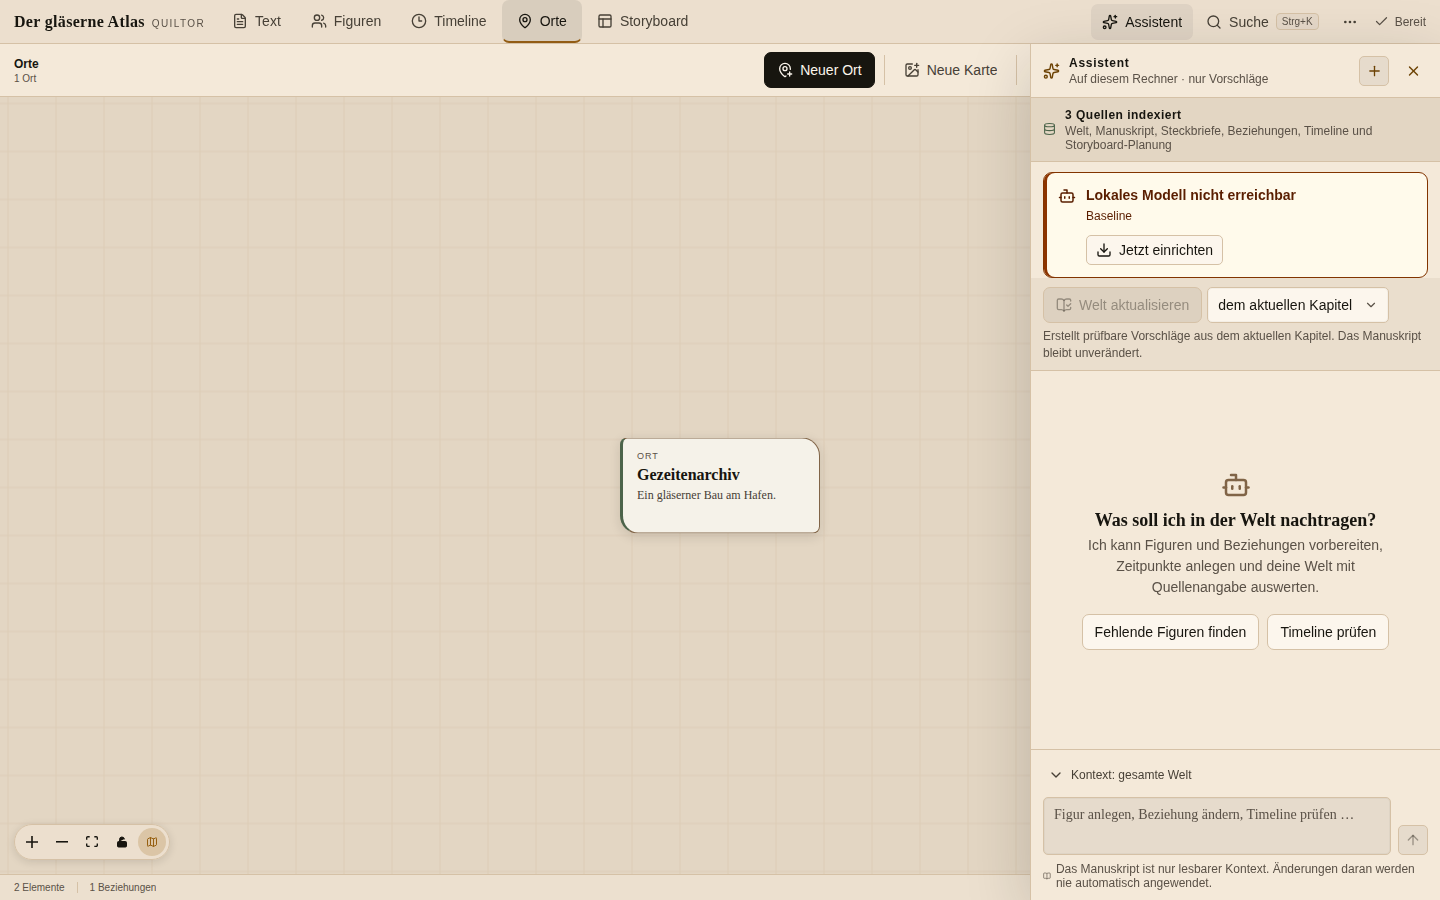 Der gläserne Atlas QUILTOR
Text
Figuren
Timeline
Orte
Storyboard
Assistent
Suche Strg+K
Bereit
Orte
1 Ort
Neuer Ort
Neue Karte
Assistent
Auf diesem Rechner · nur Vorschläge
3 Quellen indexiert
Welt, Manuskript, Steckbriefe, Beziehungen, Timeline und
Storyboard-Planung
Lokales Modell nicht erreichbar
Baseline
Jetzt einrichten
Welt aktualisieren
dem aktuellen Kapitel
Erstellt prüfbare Vorschläge aus dem aktuellen Kapitel. Das Manuskript
bleibt unverändert.
ORT
Gezeitenarchiv
Ein gläserner Bau am Hafen.
Was soll ich in der Welt nachtragen?
Ich kann Figuren und Beziehungen vorbereiten,
Zeitpunkte anlegen und deine Welt mit
Quellenangabe auswerten.
Fehlende Figuren finden
Timeline prüfen
Kontext: gesamte Welt
Figur anlegen, Beziehung ändern, Timeline prüfen …
Das Manuskript ist nur lesbarer Kontext. Änderungen daran werden
nie automatisch angewendet.
2 Elemente
1 Beziehungen